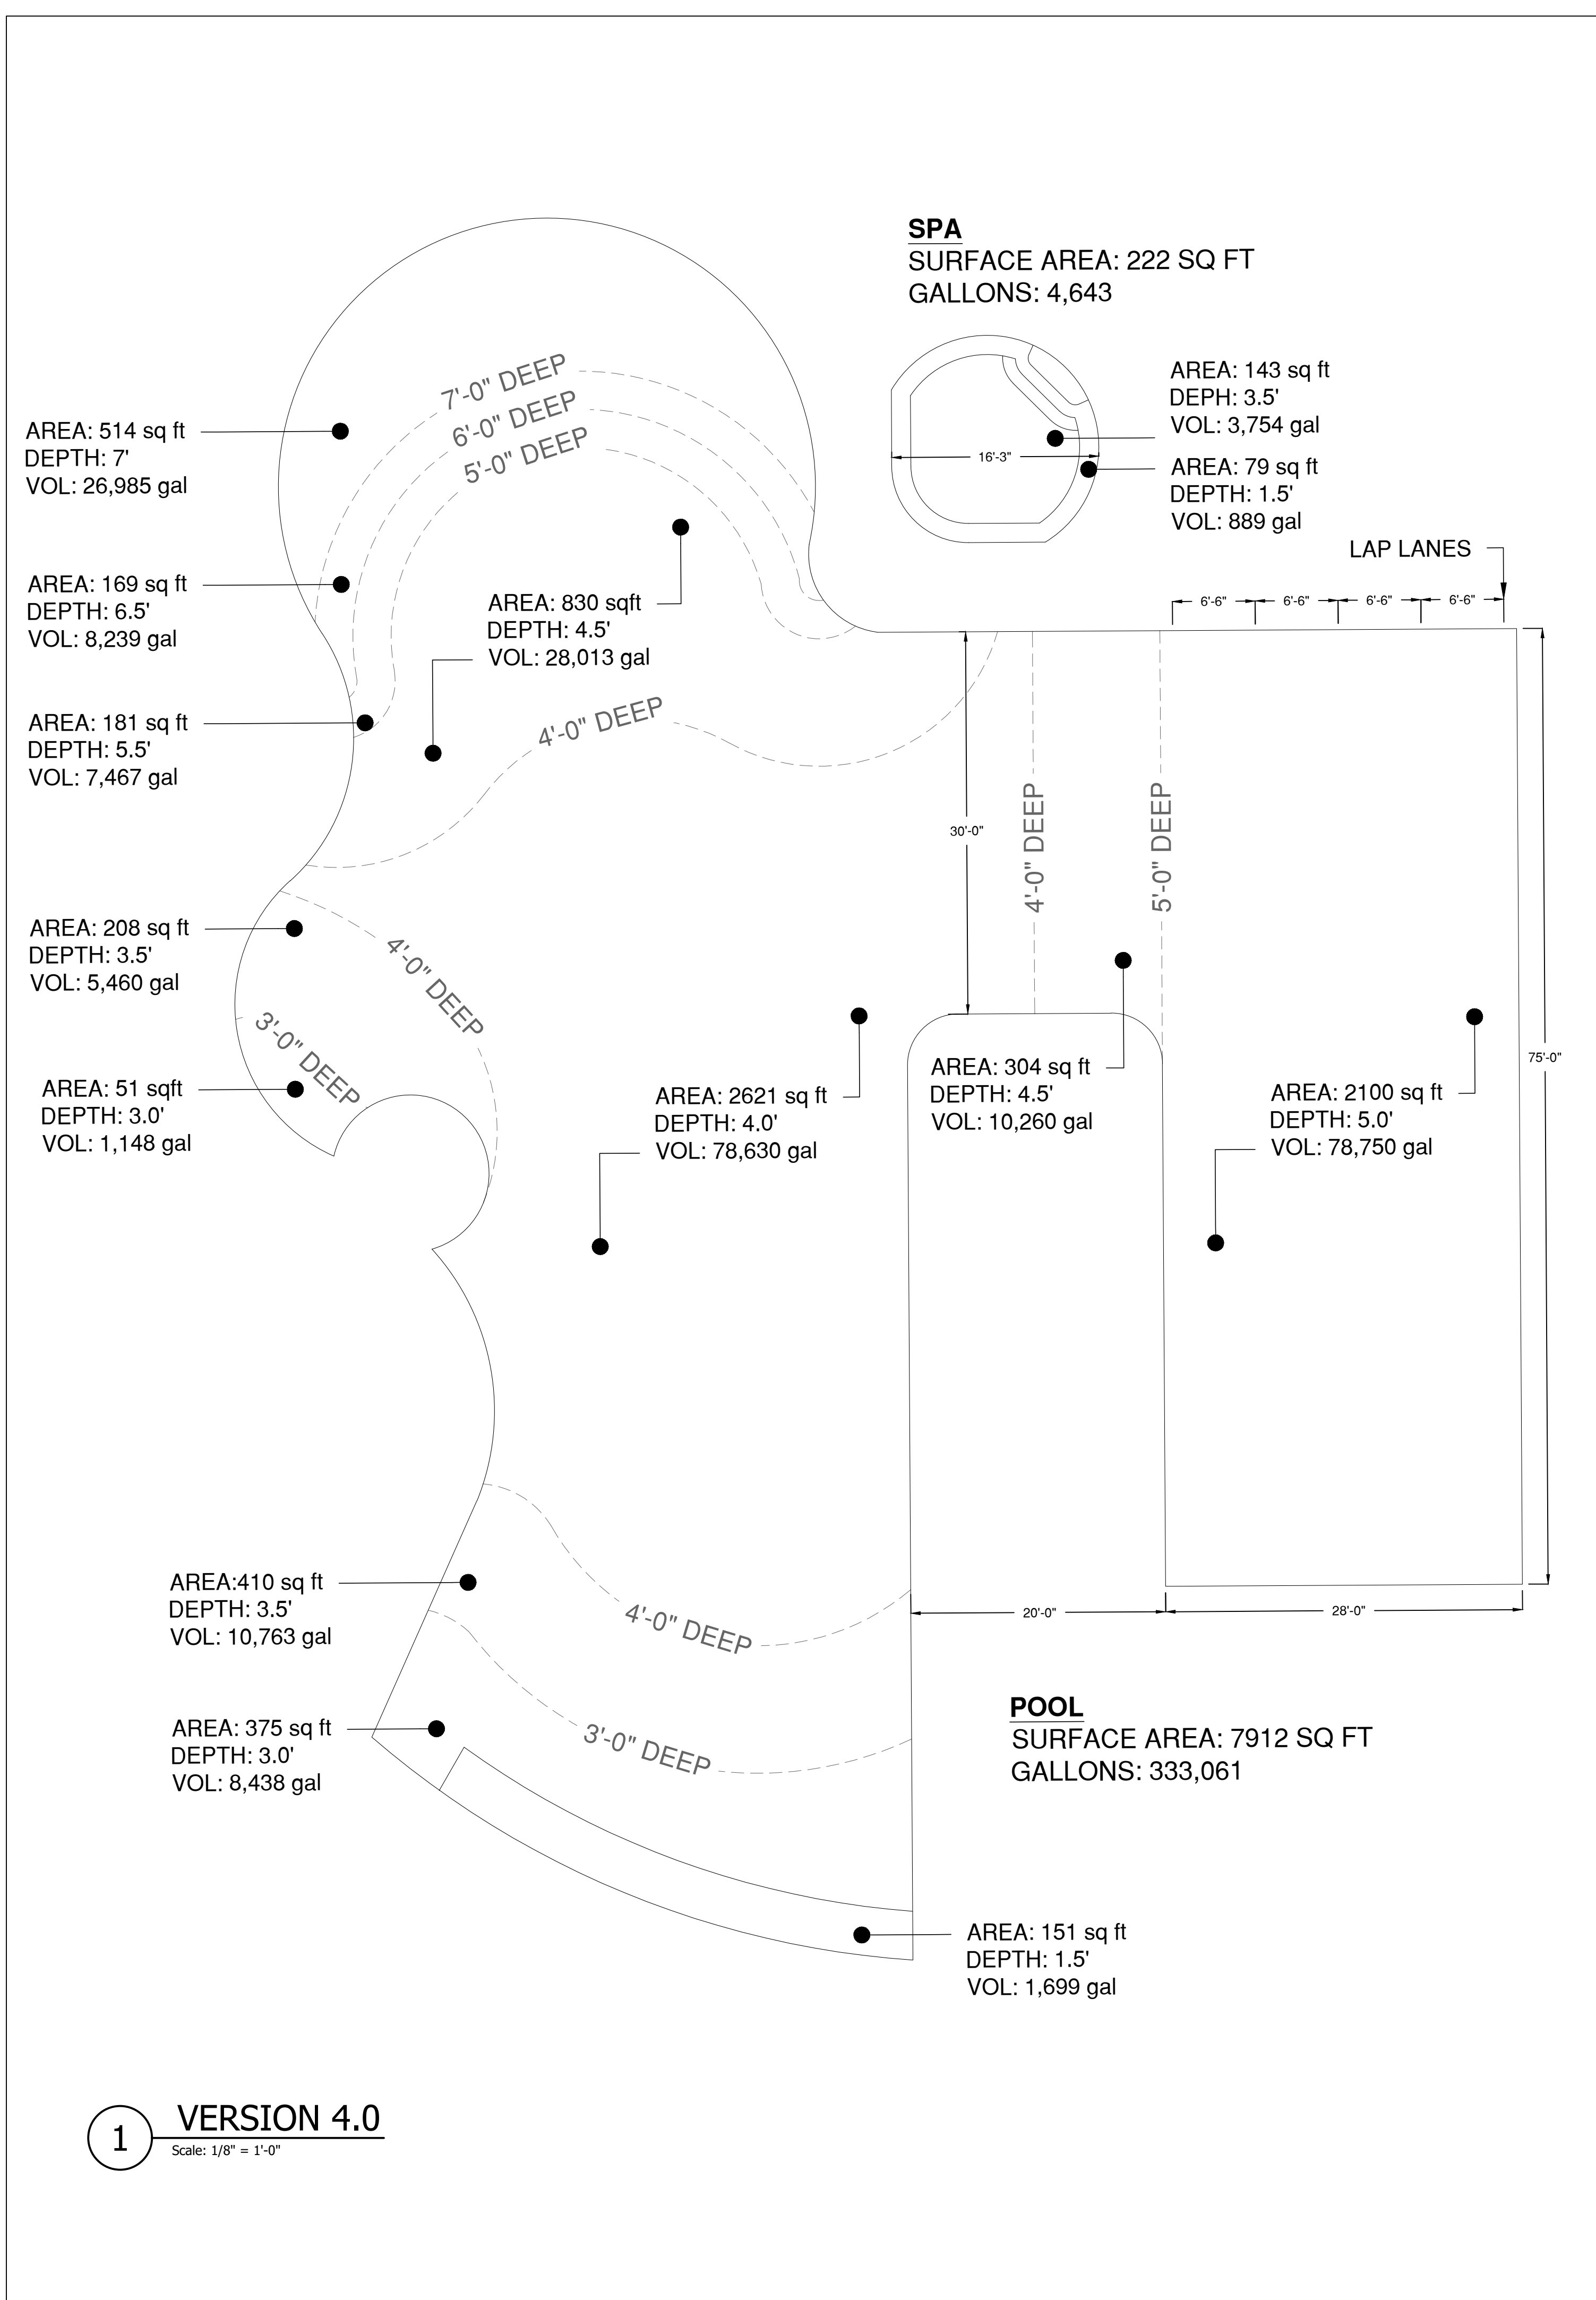 SPA
SURFACE AREA: 222 SQ FT
GALLONS: 4,643
AREA: 143 sq ft
DEPH: 3.5'
VOL: 3,754 gal
16'-3"
AREA: 79 sq ft
DEPTH: 1.5'
VOL: 889 gal
LAP LANES
6'-6"
6'-6"
6'-6"
6'-6"
7'-0" DEEP
6'-0" DEEP
5'-0" DEEP
AREA: 514 sq ft
DEPTH: 7'
VOL: 26,985 gal
AREA: 169 sq ft
DEPTH: 6.5'
VOL: 8,239 gal
AREA: 830 sqft
DEPTH: 4.5'
VOL: 28,013 gal
AREA: 181 sq ft
DEPTH: 5.5'
VOL: 7,467 gal
4'-0" DEEP
30'-0"
4'-0" DEEP
5'-0" DEEP
AREA: 208 sq ft
DEPTH: 3.5'
VOL: 5,460 gal
4'-0" DEEP
3'-0" DEEP
AREA: 51 sqft
DEPTH: 3.0'
VOL: 1,148 gal
AREA: 2621 sq ft
DEPTH: 4.0'
VOL: 78,630 gal
AREA: 304 sq ft
DEPTH: 4.5'
VOL: 10,260 gal
AREA: 2100 sq ft
DEPTH: 5.0'
VOL: 78,750 gal
75'-0"
AREA:410 sq ft
DEPTH: 3.5'
VOL: 10,763 gal
4'-0" DEEP
20'-0"
28'-0"
AREA: 375 sq ft
DEPTH: 3.0'
VOL: 8,438 gal
3'-0" DEEP
POOL
SURFACE AREA: 7912 SQ FT
GALLONS: 333,061
AREA: 151 sq ft
DEPTH: 1.5'
VOL: 1,699 gal
1
VERSION 4.0
Scale: 1/8" = 1'-0"